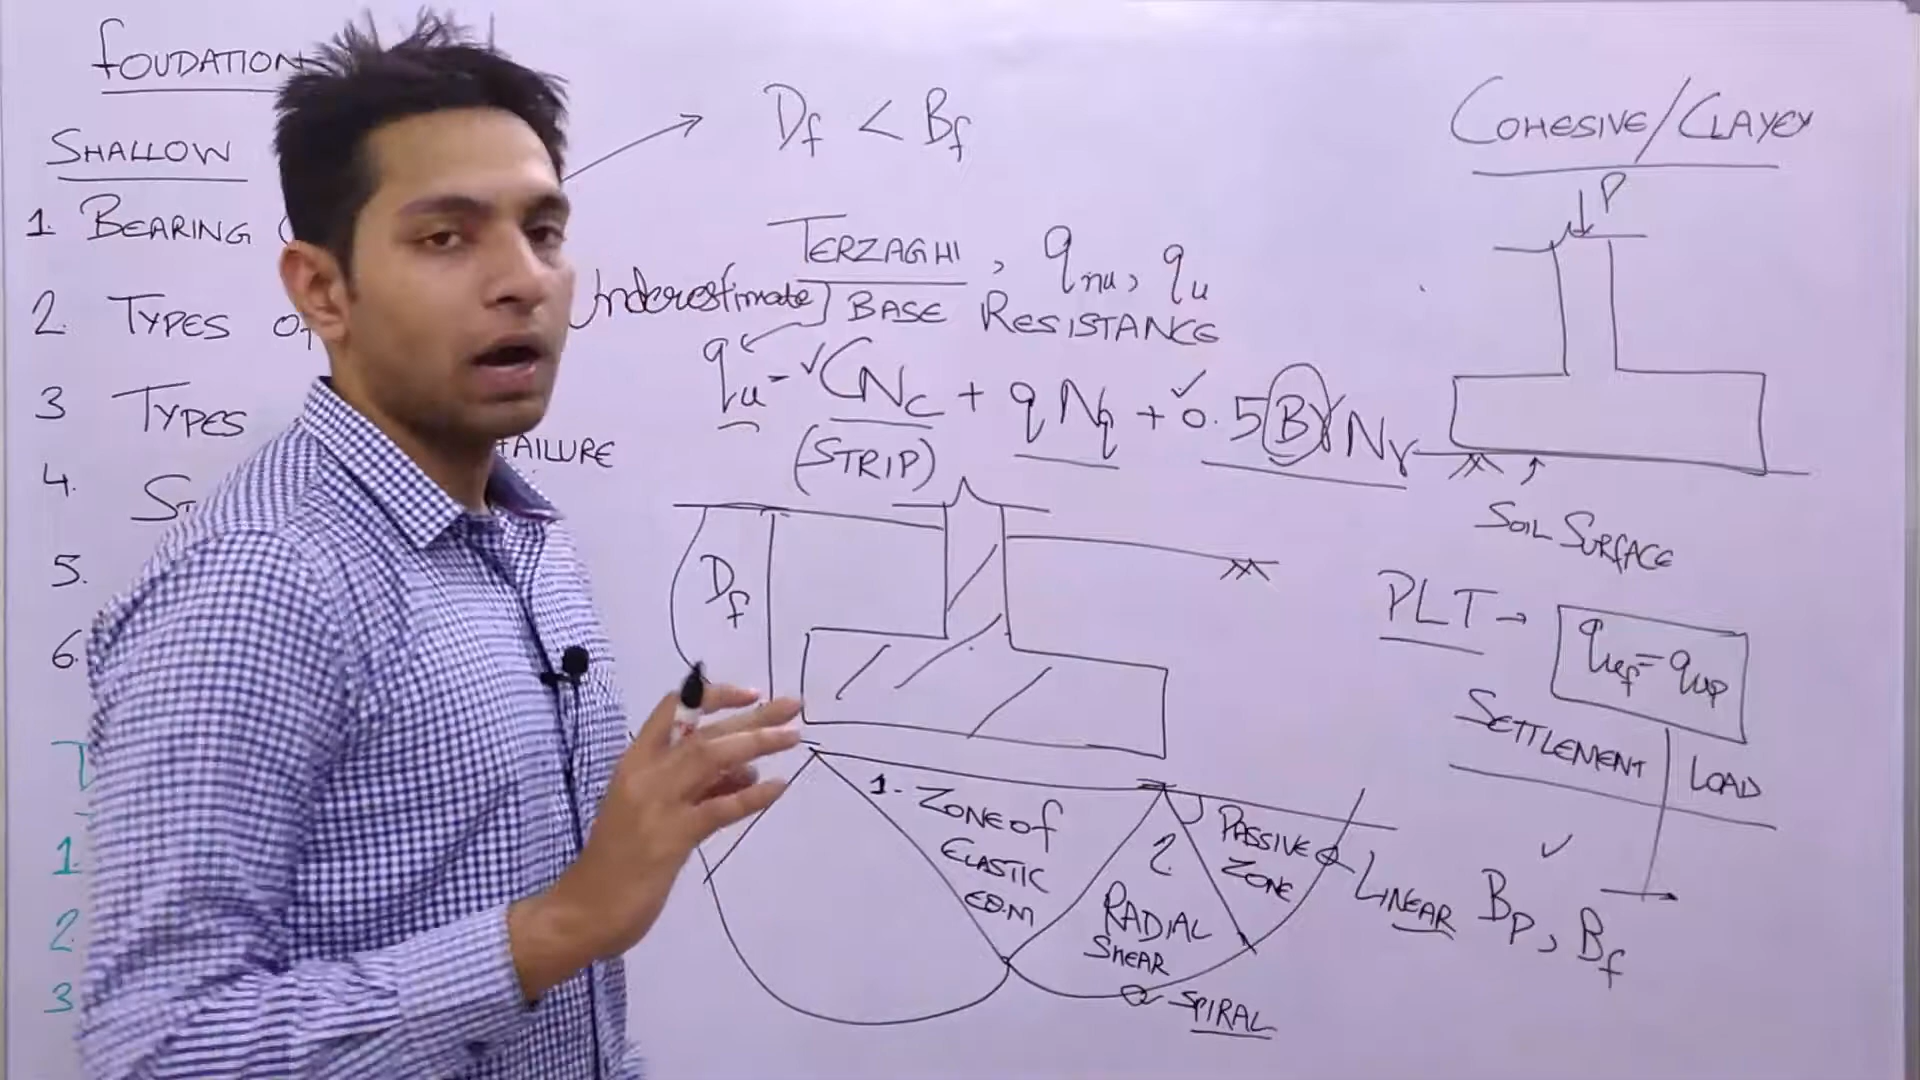 FOUDATION
SHALLOW
1. BEARING
2. TYPES OF
3 TYPES
FAILURE
4.
5.
6.
1
2
3
Df < Bf
TERZAGHI, qnu, qu
Underestimate BASE RESISTANCE
qu = CNc + qNq + 0.5BγNγ
(STRIP)
Df
1. ZONE OF
ELASTIC
EQ.M
2.
RADIAL
SHEAR
SPIRAL
PASSIVE
ZONE
LINEAR
COHESIVE/CLAYEY
P
SOIL SURFACE
PLT → quf = qup
SETTLEMENT
LOAD
Bp, Bf